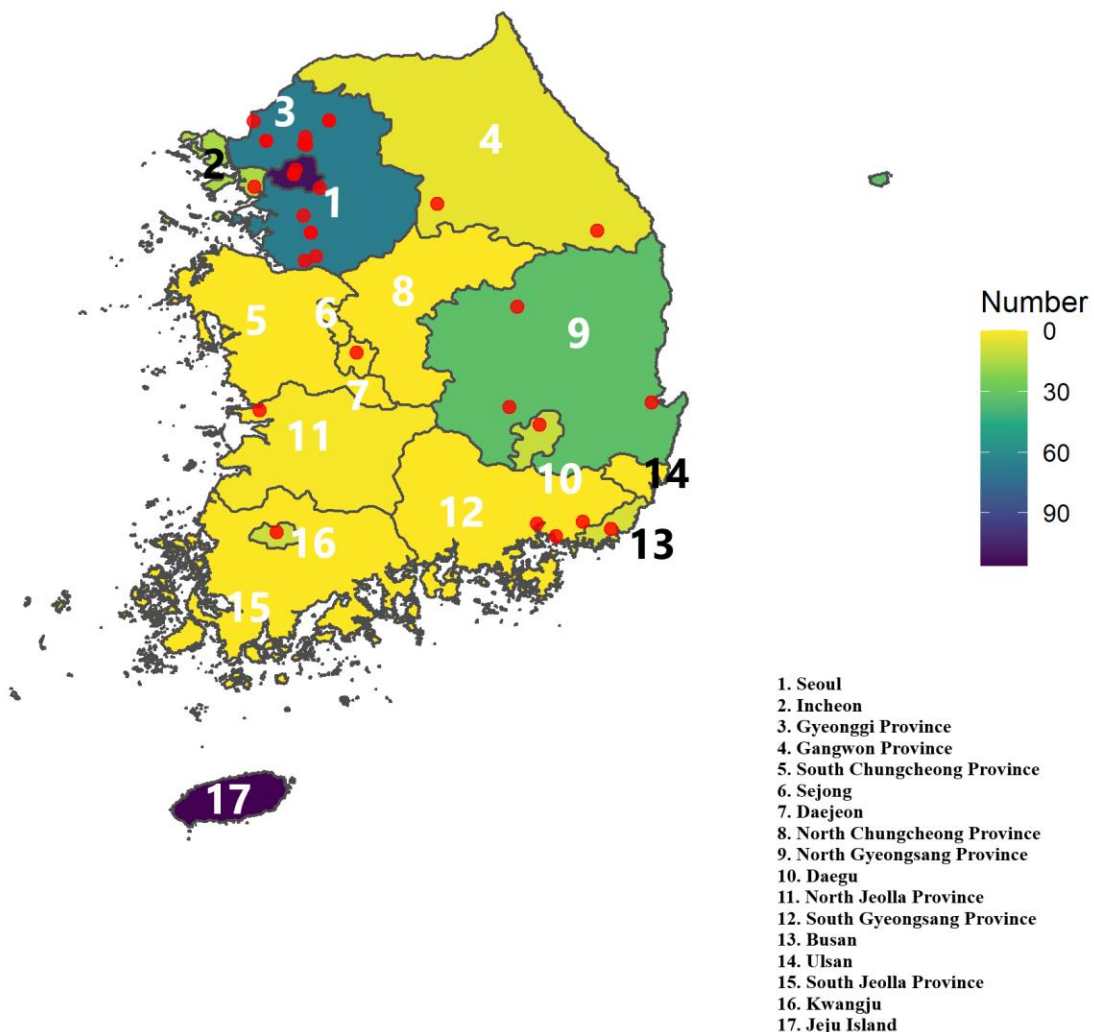 3
4
2
1
8
6
5
9
7
11
10
14
12
13
16
15
17
Number
0
30
60
90
1. Seoul
2. Incheon
3. Gyeonggi Province
4. Gangwon Province
5. South Chungcheong Province
6. Sejong
7. Daejeon
8. North Chungcheong Province
9. North Gyeongsang Province
10. Daegu
11. North Jeolla Province
12. South Gyeongsang Province
13. Busan
14. Ulsan
15. South Jeolla Province
16. Kwangju
17. Jeju Island